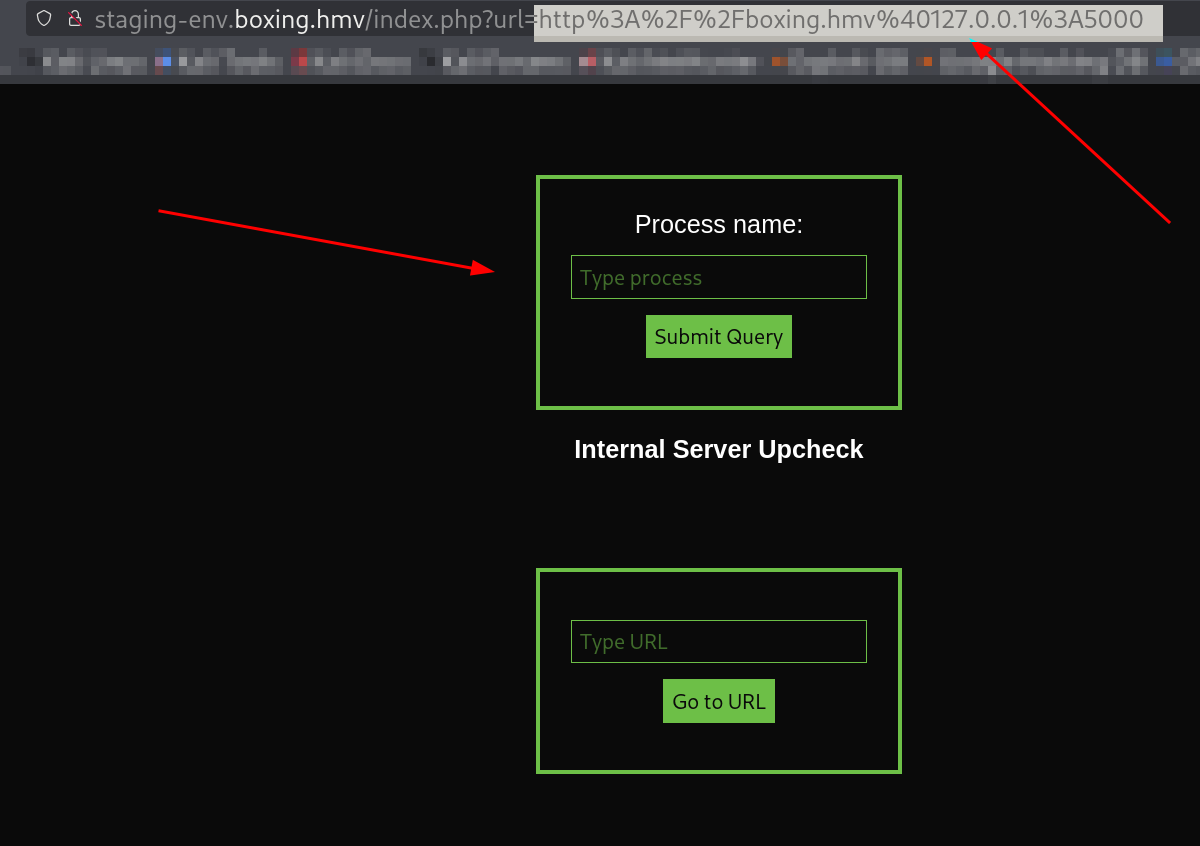 staging-env.boxing.hmv/index.php?url=http%3A%2F%2Fboxing.hmv%40127.0.0.1%3A5000
Process name:
Type process
Submit Query
Internal Server Upcheck
Type URL
Go to URL